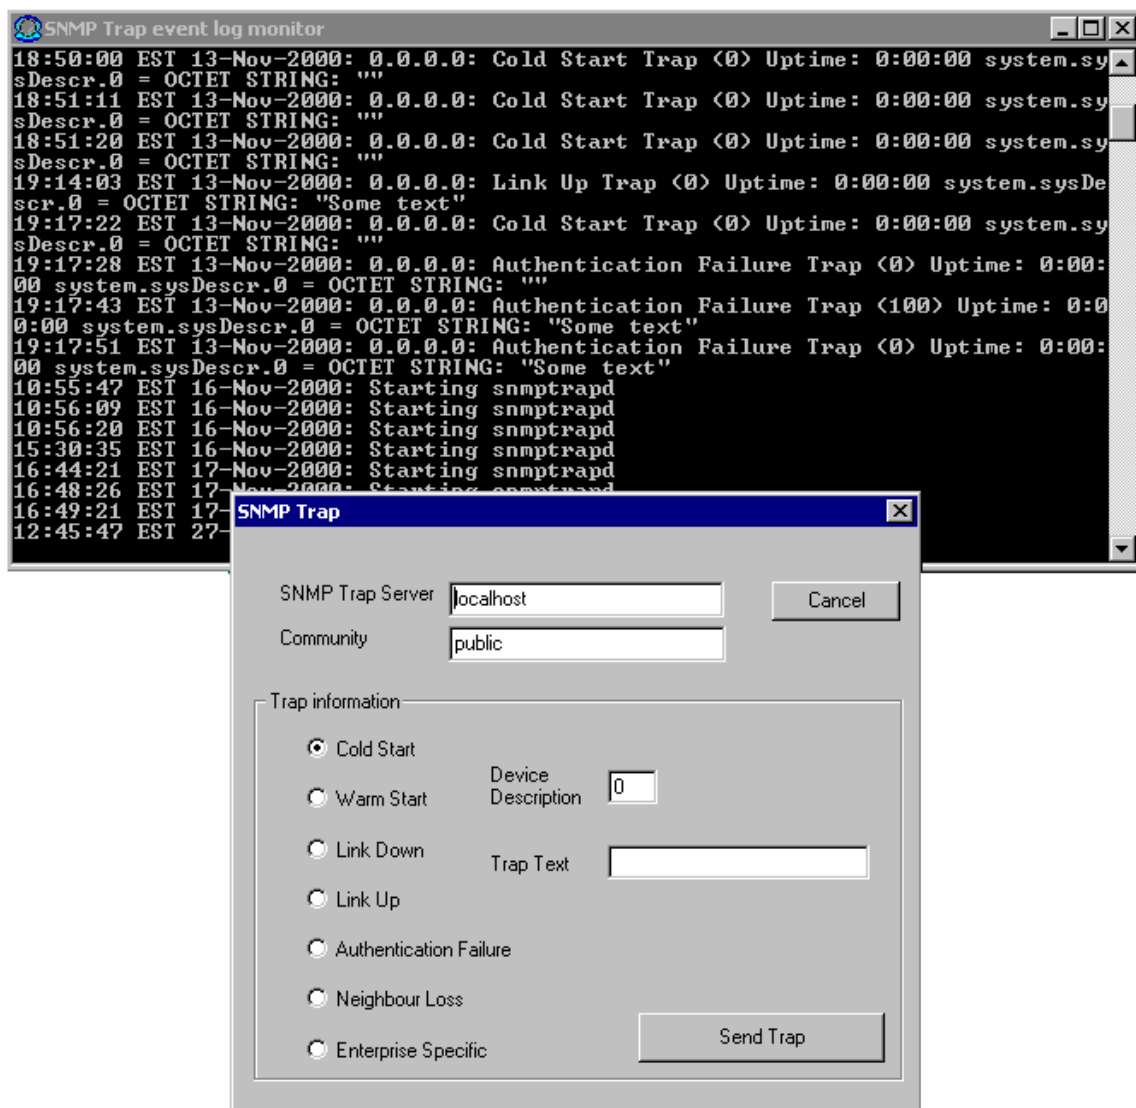 SNMP Trap event log monitor
18:50:00 EST 13-Nov-2000: 0.0.0.0: Cold Start Trap (0) Uptime: 0:00:00 system.sy
sDescr.0 = OCTET STRING: ""
18:51:11 EST 13-Nov-2000: 0.0.0.0: Cold Start Trap (0) Uptime: 0:00:00 system.sy
sDescr.0 = OCTET STRING: ""
18:51:20 EST 13-Nov-2000: 0.0.0.0: Cold Start Trap (0) Uptime: 0:00:00 system.sy
sDescr.0 = OCTET STRING: ""
19:14:03 EST 13-Nov-2000: 0.0.0.0: Link Up Trap (0) Uptime: 0:00:00 system.sysDe
scr.0 = OCTET STRING: "Some text"
19:17:22 EST 13-Nov-2000: 0.0.0.0: Cold Start Trap (0) Uptime: 0:00:00 system.sy
sDescr.0 = OCTET STRING: ""
19:17:28 EST 13-Nov-2000: 0.0.0.0: Authentication Failure Trap (0) Uptime: 0:00:
00 system.sysDescr.0 = OCTET STRING: ""
19:17:43 EST 13-Nov-2000: 0.0.0.0: Authentication Failure Trap (100) Uptime: 0:0
0:00 system.sysDescr.0 = OCTET STRING: "Some text"
19:17:51 EST 13-Nov-2000: 0.0.0.0: Authentication Failure Trap (0) Uptime: 0:00:
00 system.sysDescr.0 = OCTET STRING: "Some text"
10:55:47 EST 16-Nov-2000: Starting snmptrapd
10:56:09 EST 16-Nov-2000: Starting snmptrapd
10:56:20 EST 16-Nov-2000: Starting snmptrapd
15:30:35 EST 16-Nov-2000: Starting snmptrapd
16:44:21 EST 17-Nov-2000: Starting snmptrapd
16:48:26 EST 17-Nov-2000: Starting snmptrapd
16:49:21 EST 17-
12:45:47 EST 27-
SNMP Trap
SNMP Trap Server localhost Cancel
Community public
Trap information
Cold Start
Device
Description 0
Warm Start
Link Down
Trap Text
Link Up
Authentication Failure
Neighbour Loss
Send Trap
Enterprise Specific